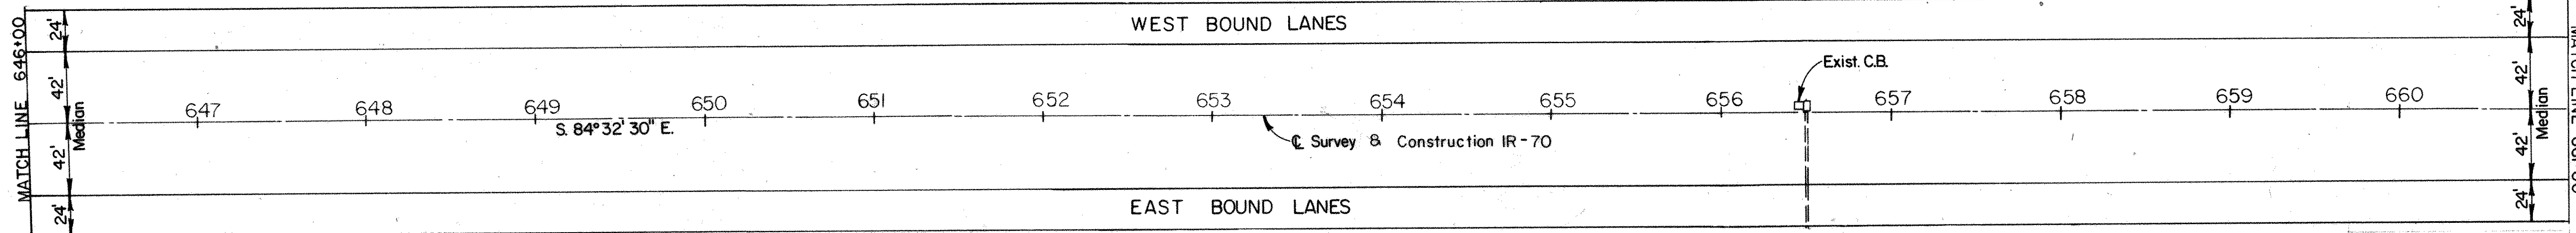 MATCH LINE 646+00
24'
42'
Median
42'
24'
WEST BOUND LANES
647 648 649 650 651 652 653 654 655 656 657 658 659 660
S. 84°32'30" E.
℄ Survey & Construction IR-70
Exist. C.B.
EAST BOUND LANES
24'
42'
Median
42'
24'
MATCH LINE